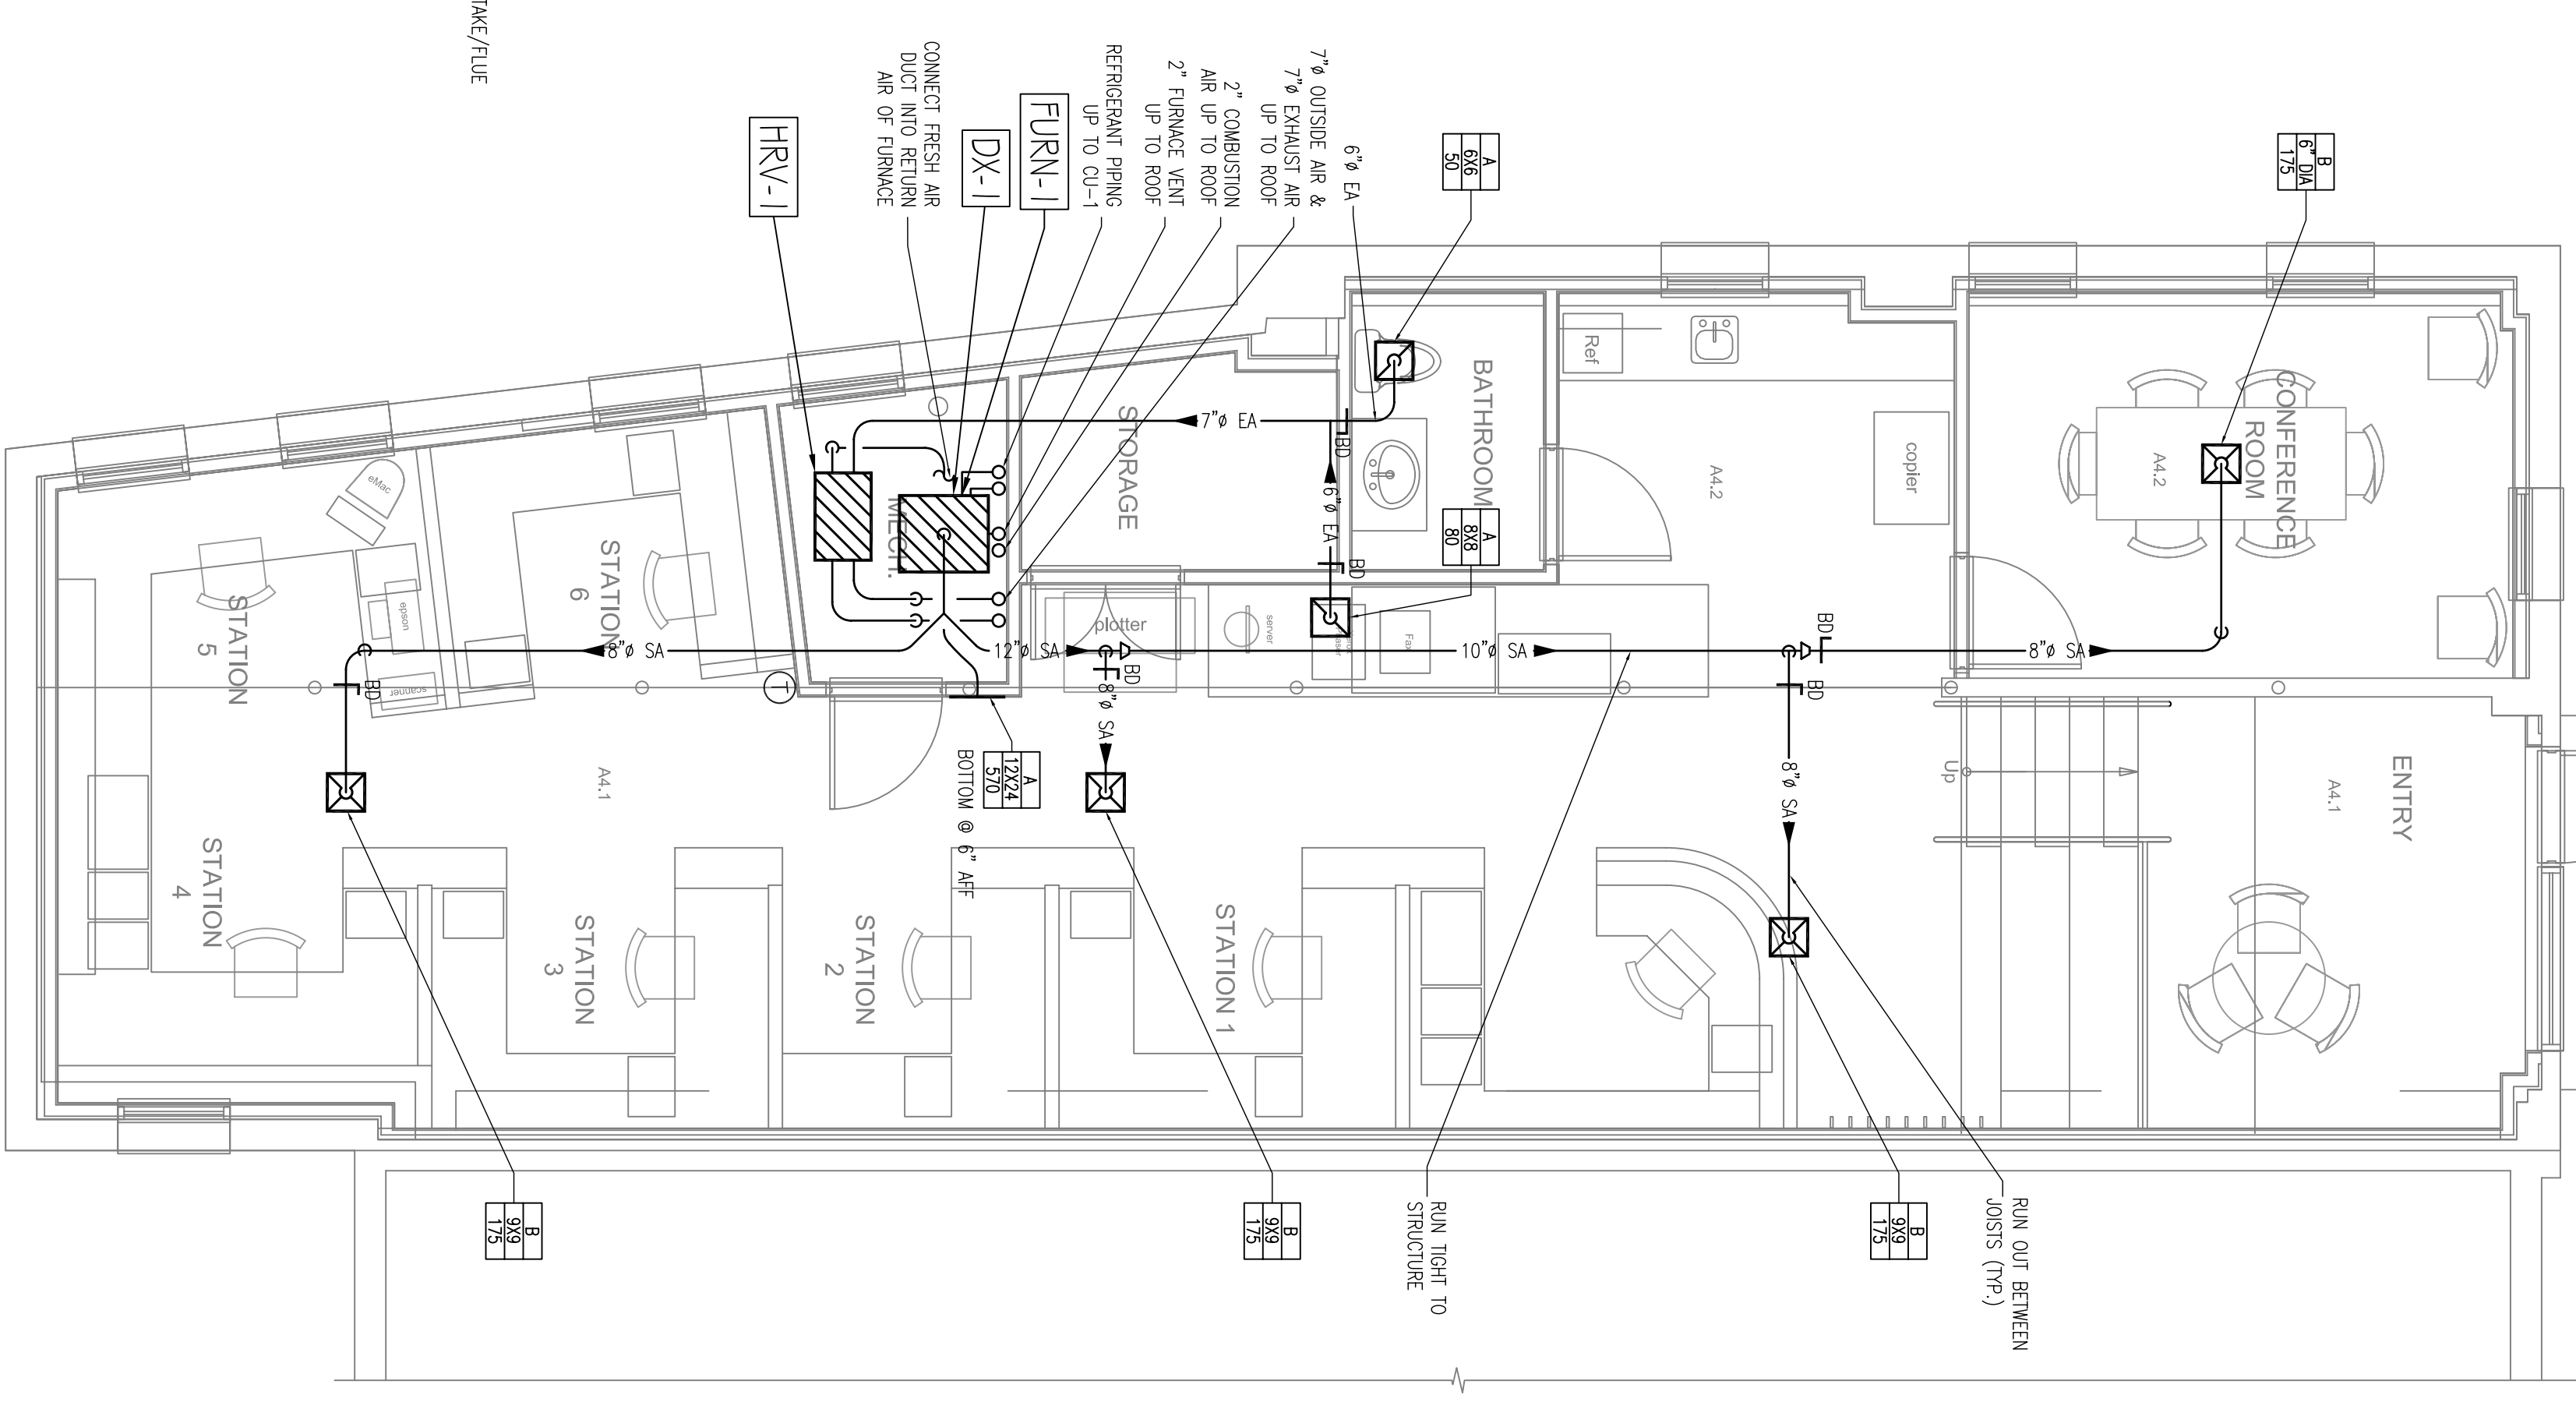 TAKE/FLUE
CONNECT FRESH AIR
DUCT INTO RETURN
AIR OF FURNACE
HRV-1
DX-1
FURN-1
REFRIGERANT PIPING
UP TO CU-1
2" FURNACE VENT
UP TO ROOF
2" COMBUSTION
AIR UP TO ROOF
7"ø OUTSIDE AIR &
7"ø EXHAUST AIR
UP TO ROOF
6"ø EA
A
6X6
50
B
6" DIA
175
CONFERENCE
ROOM
A4.2
Ref
BATHROOM
A4.2
copier
STORAGE
7"ø EA
BD
6"ø EA
BD
A
8X8
80
MECH.
eMac
epson
scanner
STATION
5
STATION
6
8"ø SA
BD
T
12"ø SA
plotter
server
Fax
BD
8"ø SA
10"ø SA
BD
BD
8"ø SA
8"ø SA
A
12X24
570
BOTTOM @ 6" AFF
A4.1
Up
A4.1
ENTRY
STATION
4
STATION
3
STATION
2
STATION 1
B
9X9
175
B
9X9
175
RUN TIGHT TO
STRUCTURE
B
9X9
175
RUN OUT BETWEEN
JOISTS (TYP.)